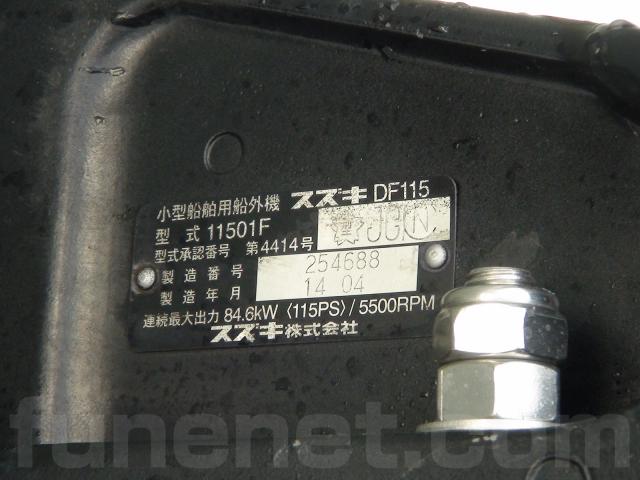 小型船舶用船外機 スズキ DF115
型式 11501F JCI N
型式承認番号 第4414号
製造番号 254688
製造年月 14 04
連続最大出力 84.6kW〈115PS〉/5500RPM
スズキ株式会社
funenet.com